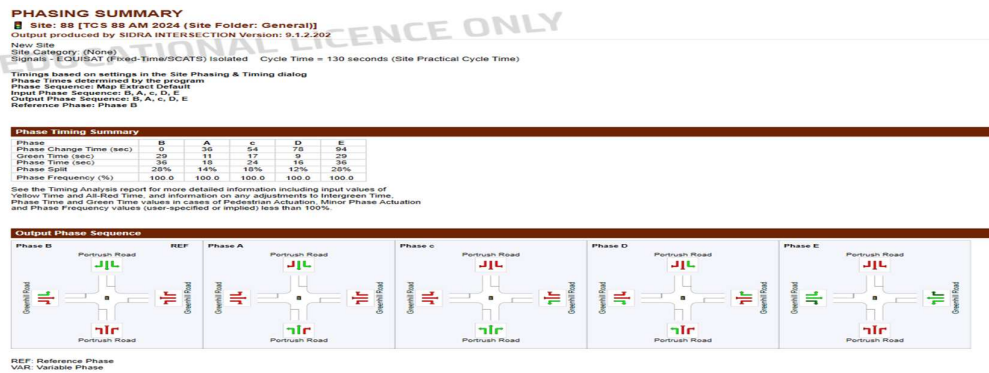 PHASING SUMMARY
Site: 88 [TCS 88 AM 2024 (Site Folder: General)]
Output produced by SIDRA INTERSECTION Version: 9.1.2.202
EDUCATIONAL LICENCE ONLY
New Site
Site Category: (None)
Signals - EQUISAT (Fixed-Time/SCATS) Isolated Cycle Time = 130 seconds (Site Practical Cycle Time)
Timings based on settings in the Site Phasing & Timing dialog
Phase Times determined by the program
Phase Sequence: Map Extract Default
Input Phase Sequence: B, A, c, D, E
Output Phase Sequence: B, A, c, D, E
Reference Phase: Phase B
Phase Timing Summary
Phase B A c D E
Phase Change Time (sec) 0 36 54 78 94
Green Time (sec) 29 11 17 9 29
Phase Time (sec) 36 18 24 16 36
Phase Split 28% 14% 18% 12% 28%
Phase Frequency (%) 100.0 100.0 100.0 100.0 100.0
See the Timing Analysis report for more detailed information including input values of
Yellow Time and All-Red Time, and information on any adjustments to Intergreen Time,
Phase Time and Green Time values in cases of Pedestrian Actuation, Minor Phase Actuation
and Phase Frequency values (user-specified or implied) less than 100%.
Output Phase Sequence
Phase B REF Phase A Phase c Phase D Phase E
Portrush Road Portrush Road Portrush Road Portrush Road Portrush Road
Greenhill Road Greenhill Road Greenhill Road Greenhill Road Greenhill Road Greenhill Road Greenhill Road Greenhill Road Greenhill Road Greenhill Road
Portrush Road Portrush Road Portrush Road Portrush Road Portrush Road
REF: Reference Phase
VAR: Variable Phase